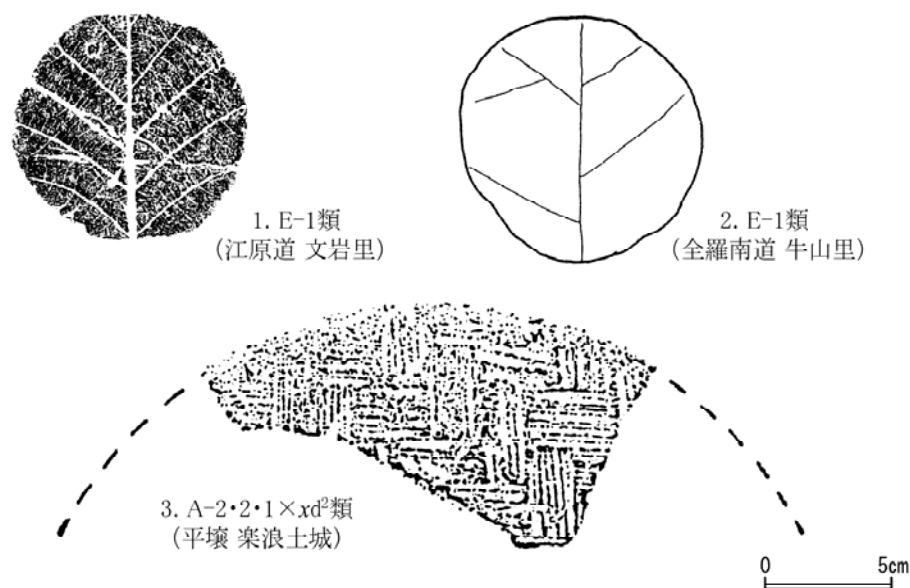 1. E-1類
(江原道 文岩里)
2. E-1類
(全羅南道 牛山里)
3. A-2・2・1×xd²類
(平壌 楽浪土城)
0 5cm